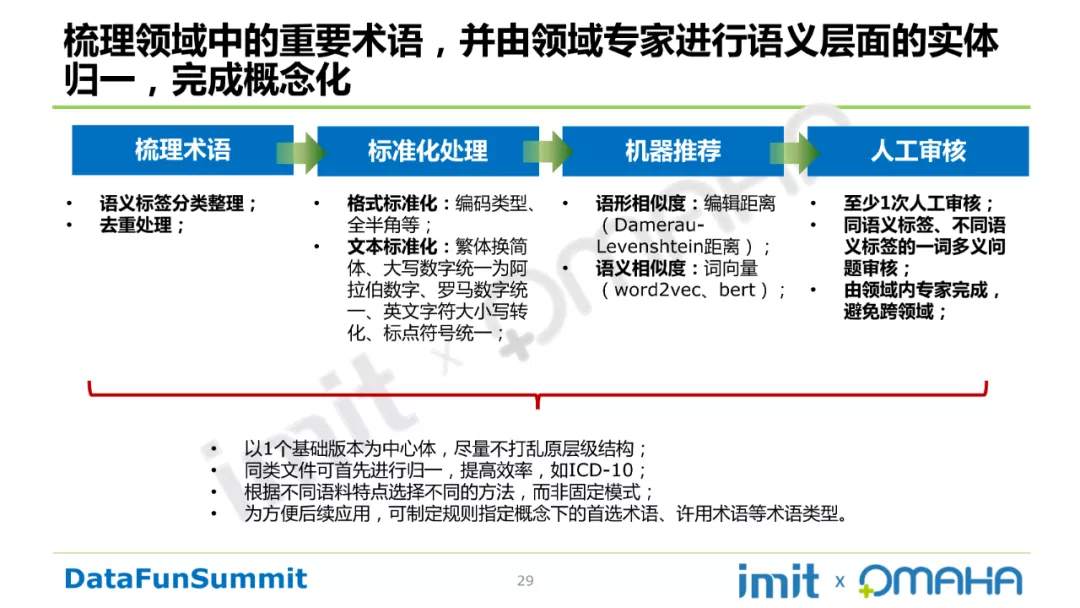 梳理领域中的重要术语，并由领域专家进行语义层面的实体
归一，完成概念化
梳理术语
• 语义标签分类整理；
• 去重处理；
标准化处理
• 格式标准化：编码类型、
全半角等；
• 文本标准化：繁体换简
体、大写数字统一为阿
拉伯数字、罗马数字统
一、英文字符大小写转
化、标点符号统一；
机器推荐
• 语形相似度：编辑距离
（Damerau-
Levenshtein距离）；
• 语义相似度：词向量
（word2vec、bert）；
人工审核
• 至少1次人工审核；
• 同语义标签、不同语
义标签的一词多义问
题审核；
• 由领域内专家完成，
避免跨领域；
• 以1个基础版本为中心体，尽量不打乱原层级结构；
• 同类文件可首先进行归一，提高效率，如ICD-10；
• 根据不同语料特点选择不同的方法，而非固定模式；
• 为方便后续应用，可制定规则指定概念下的首选术语、许用术语等术语类型。
imit x OMAHA
DataFunSummit
29
imit x OMAHA